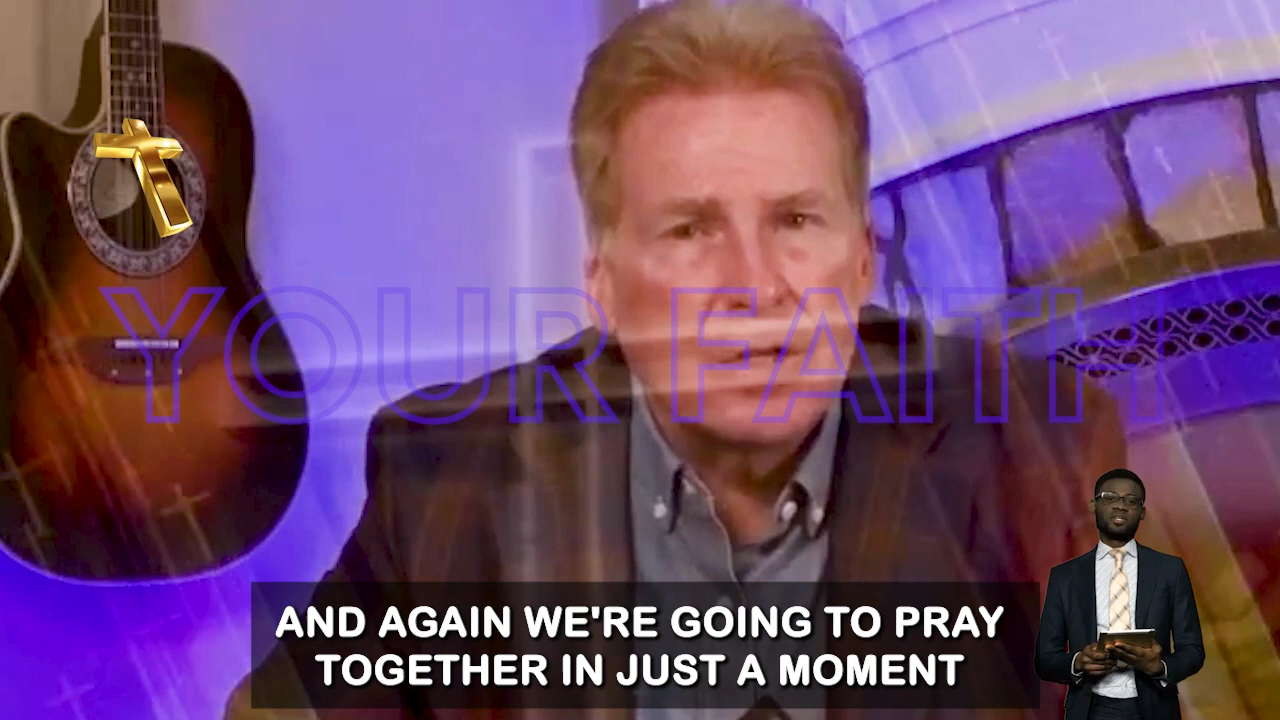 YOUR FAITH
AND AGAIN WE'RE GOING TO PRAY
TOGETHER IN JUST A MOMENT